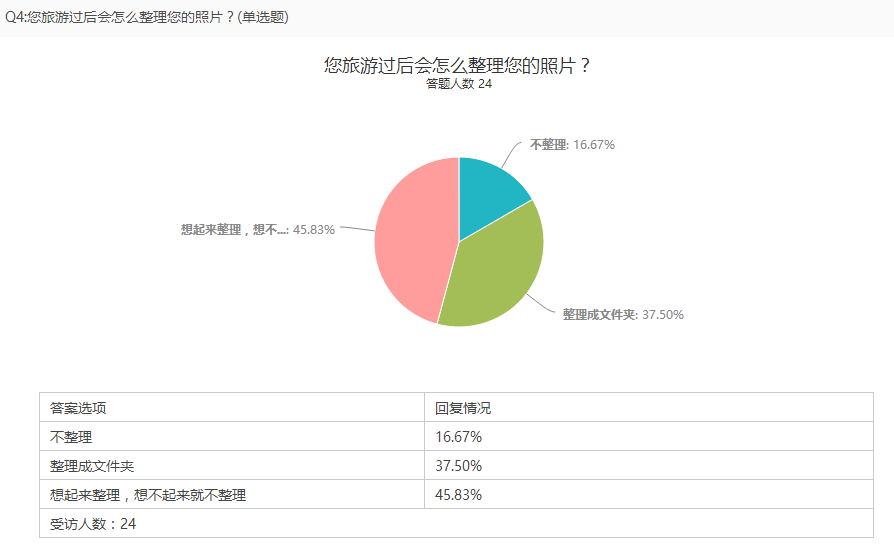 Q4:您旅游过后会怎么整理您的照片？(单选题)
您旅游过后会怎么整理您的照片？
答题人数 24
不整理: 16.67%
想起来整理，想不...: 45.83%
整理成文件夹: 37.50%
答案选项 回复情况
不整理 16.67%
整理成文件夹 37.50%
想起来整理，想不起来就不整理 45.83%
受访人数：24